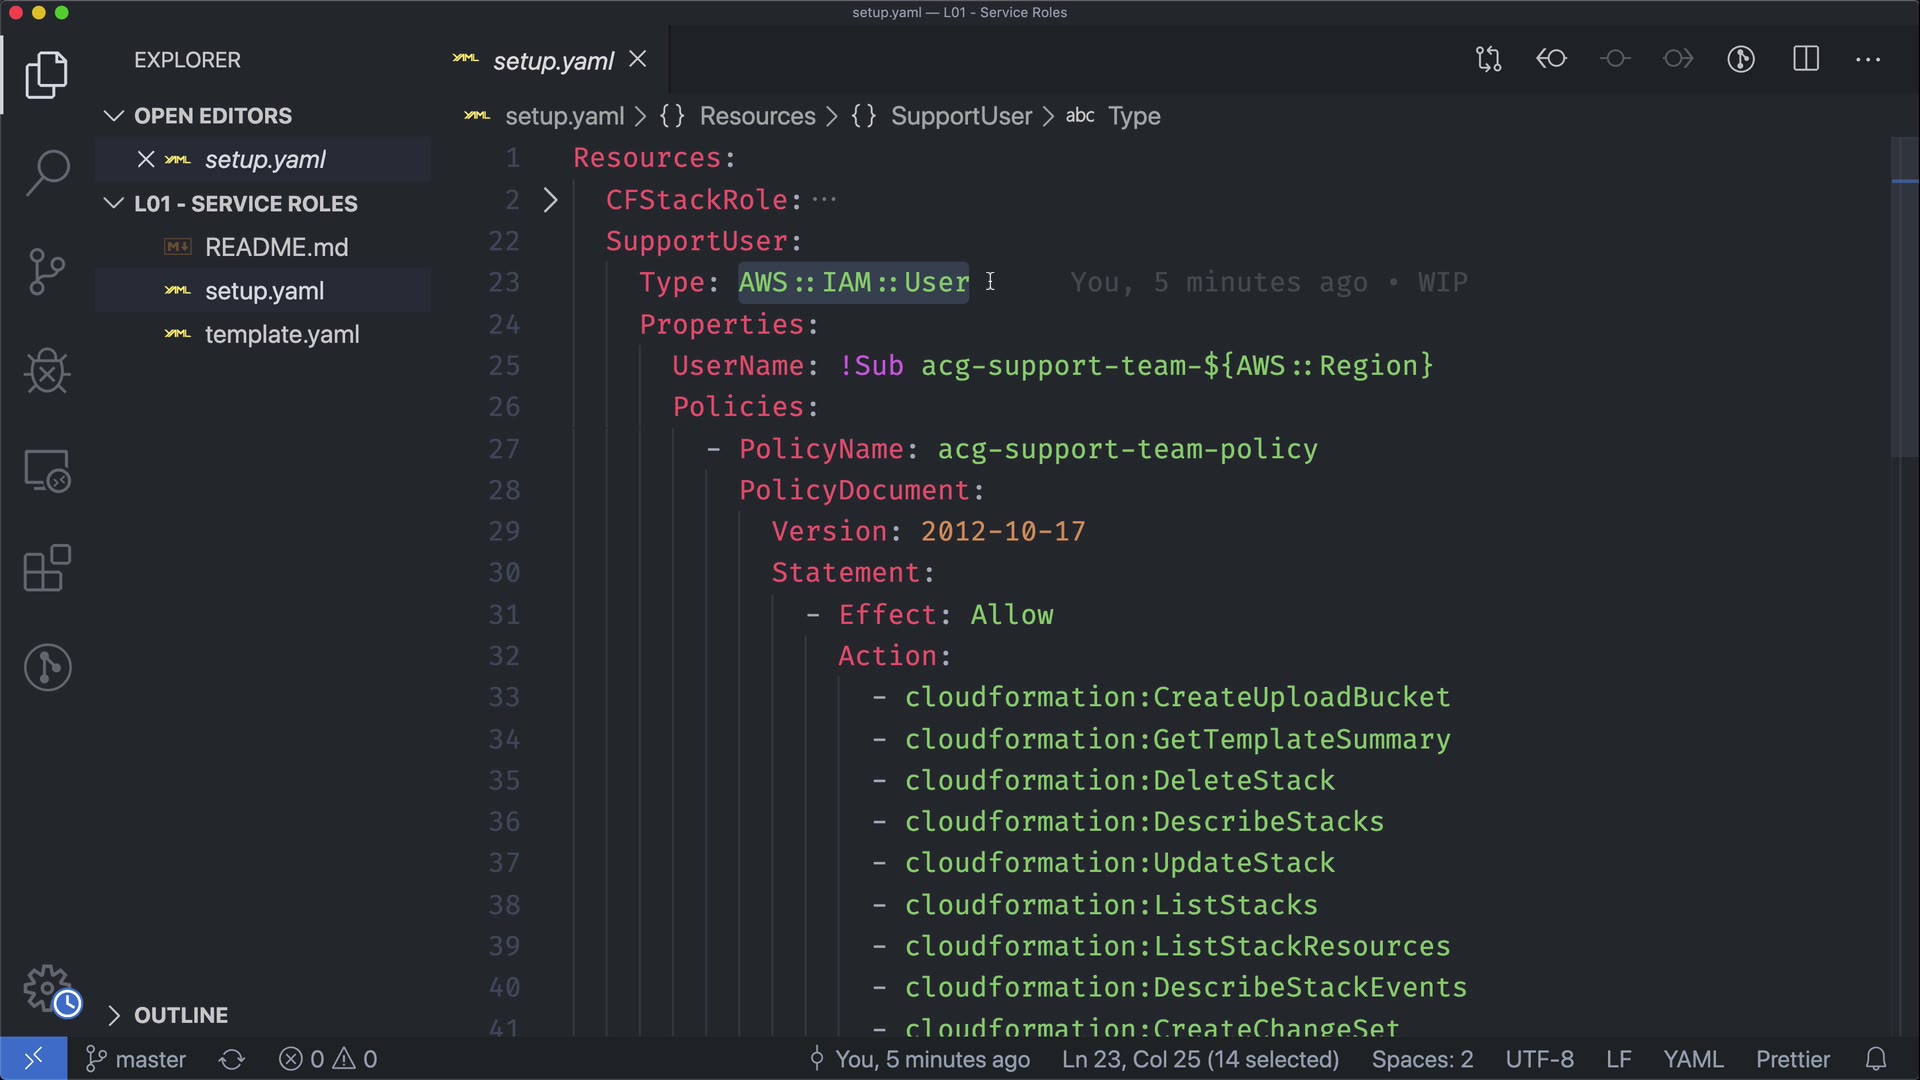 setup.yaml — L01 - Service Roles
EXPLORER
OPEN EDITORS
YAML setup.yaml
L01 - SERVICE ROLES
M↓ README.md
YAML setup.yaml
YAML template.yaml
OUTLINE
YAML setup.yaml
YAML setup.yaml > {} Resources > {} SupportUser > abc Type
1 Resources:
2 CFStackRole: ···
22 SupportUser:
23 Type: AWS::IAM::User You, 5 minutes ago • WIP
24 Properties:
25 UserName: !Sub acg-support-team-${AWS::Region}
26 Policies:
27 - PolicyName: acg-support-team-policy
28 PolicyDocument:
29 Version: 2012-10-17
30 Statement:
31 - Effect: Allow
32 Action:
33 - cloudformation:CreateUploadBucket
34 - cloudformation:GetTemplateSummary
35 - cloudformation:DeleteStack
36 - cloudformation:DescribeStacks
37 - cloudformation:UpdateStack
38 - cloudformation:ListStacks
39 - cloudformation:ListStackResources
40 - cloudformation:DescribeStackEvents
41 - cloudformation:CreateChangeSet
master 0 0 You, 5 minutes ago Ln 23, Col 25 (14 selected) Spaces: 2 UTF-8 LF YAML Prettier